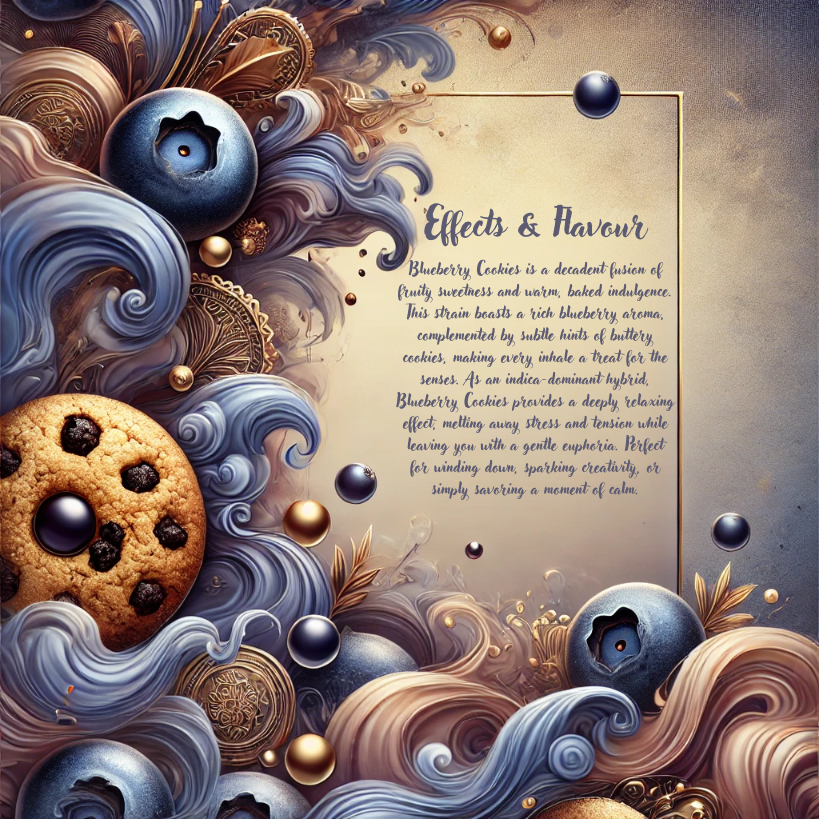 Effects & Flavour
Blueberry Cookies is a decadent fusion of
fruity sweetness and warm, baked indulgence.
This strain boasts a rich blueberry aroma,
complemented by subtle hints of buttery
cookies, making every inhale a treat for the
senses. As an indica-dominant hybrid,
Blueberry Cookies provides a deeply relaxing
effect, melting away stress and tension while
leaving you with a gentle euphoria. Perfect
for winding down, sparking creativity, or
simply savoring a moment of calm.